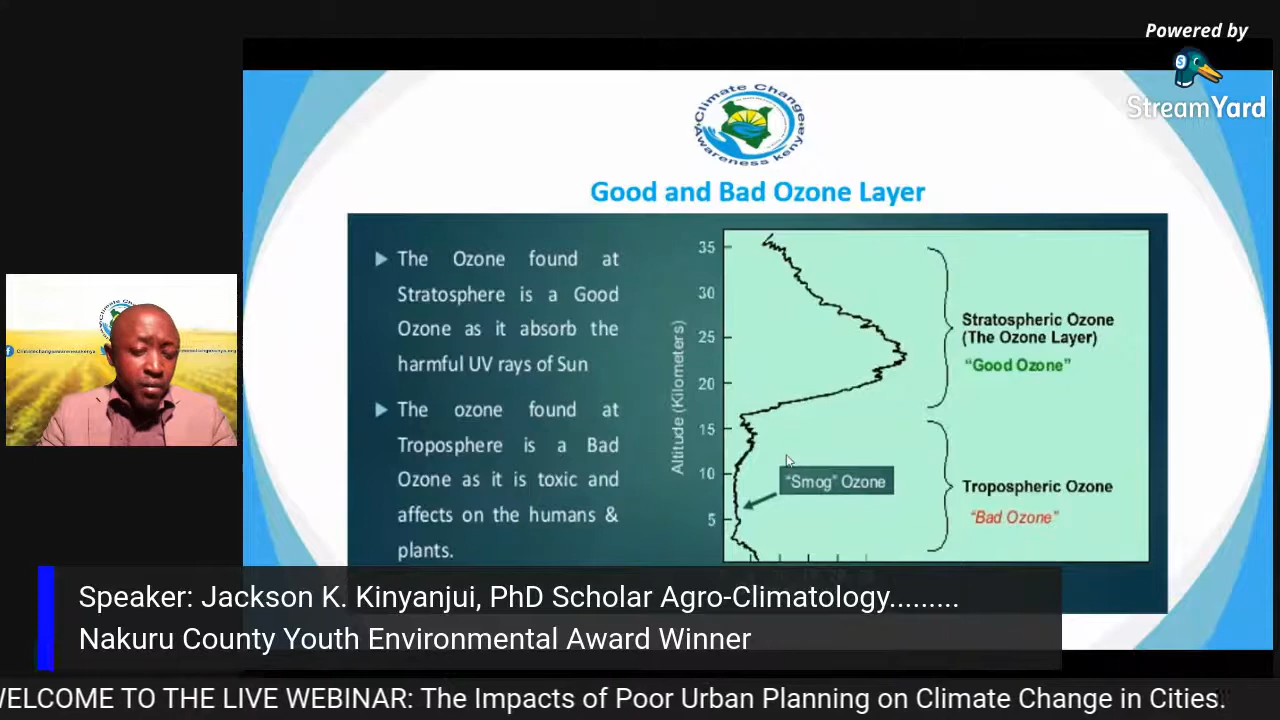 Powered by
StreamYard
Climate Change
Awareness kenya
Good and Bad Ozone Layer
The Ozone found at
Stratosphere is a Good
Ozone as it absorb the
harmful UV rays of Sun
The ozone found at
Troposphere is a Bad
Ozone as it is toxic and
affects on the humans &
plants.
Altitude (Kilometers)
35
30
25
20
15
10
5
Stratospheric Ozone
(The Ozone Layer)
“Good Ozone”
“Smog” Ozone
Tropospheric Ozone
“Bad Ozone”
Speaker: Jackson K. Kinyanjui, PhD Scholar Agro-Climatology.........
Nakuru County Youth Environmental Award Winner
WELCOME TO THE LIVE WEBINAR: The Impacts of Poor Urban Planning on Climate Change in Cities.